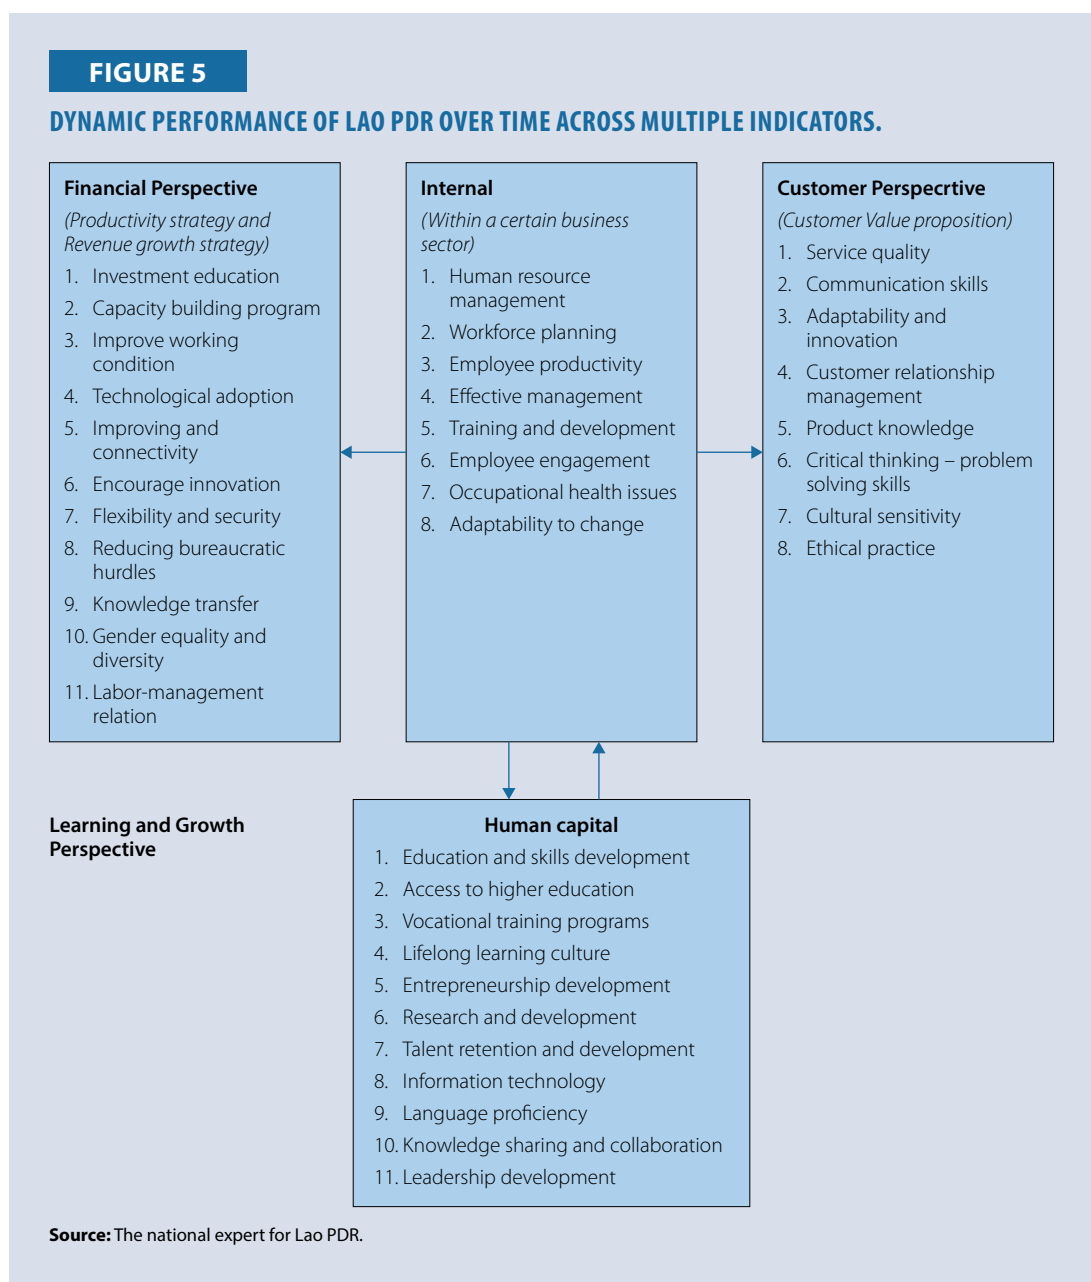 FIGURE 5
DYNAMIC PERFORMANCE OF LAO PDR OVER TIME ACROSS MULTIPLE INDICATORS.
Financial Perspective
(Productivity strategy and
Revenue growth strategy)
1. Investment education
2. Capacity building program
3. Improve working
condition
4. Technological adoption
5. Improving and
connectivity
6. Encourage innovation
7. Flexibility and security
8. Reducing bureaucratic
hurdles
9. Knowledge transfer
10. Gender equality and
diversity
11. Labor-management
relation
Internal
(Within a certain business
sector)
1. Human resource
management
2. Workforce planning
3. Employee productivity
4. Effective management
5. Training and development
6. Employee engagement
7. Occupational health issues
8. Adaptability to change
Customer Perspecrtive
(Customer Value proposition)
1. Service quality
2. Communication skills
3. Adaptability and
innovation
4. Customer relationship
management
5. Product knowledge
6. Critical thinking – problem
solving skills
7. Cultural sensitivity
8. Ethical practice
Learning and Growth
Perspective
Human capital
1. Education and skills development
2. Access to higher education
3. Vocational training programs
4. Lifelong learning culture
5. Entrepreneurship development
6. Research and development
7. Talent retention and development
8. Information technology
9. Language proficiency
10. Knowledge sharing and collaboration
11. Leadership development
Source: The national expert for Lao PDR.